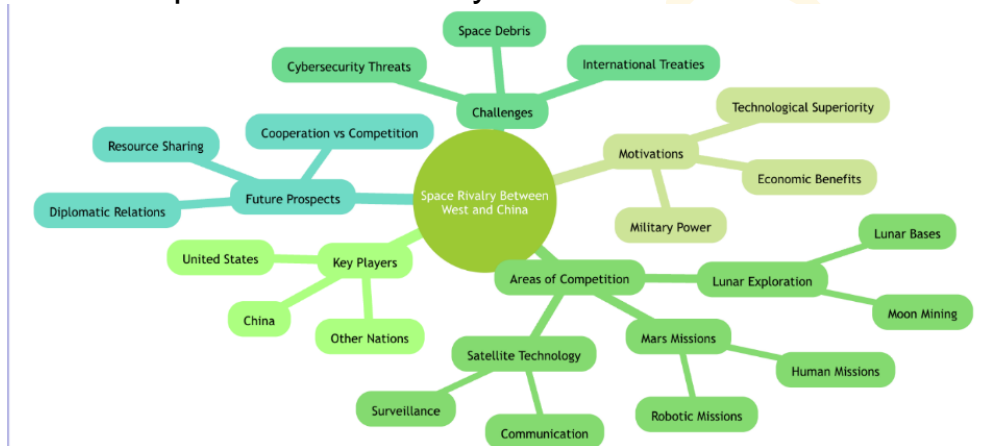 Space Debris
Cybersecurity Threats
International Treaties
Challenges
Technological Superiority
Cooperation vs Competition
Resource Sharing
Motivations
Economic Benefits
Future Prospects
Space Rivalry Between
West and China
Diplomatic Relations
Military Power
Lunar Bases
United States
Key Players
Areas of Competition
Lunar Exploration
Moon Mining
China
Other Nations
Mars Missions
Satellite Technology
Human Missions
Surveillance
Robotic Missions
Communication